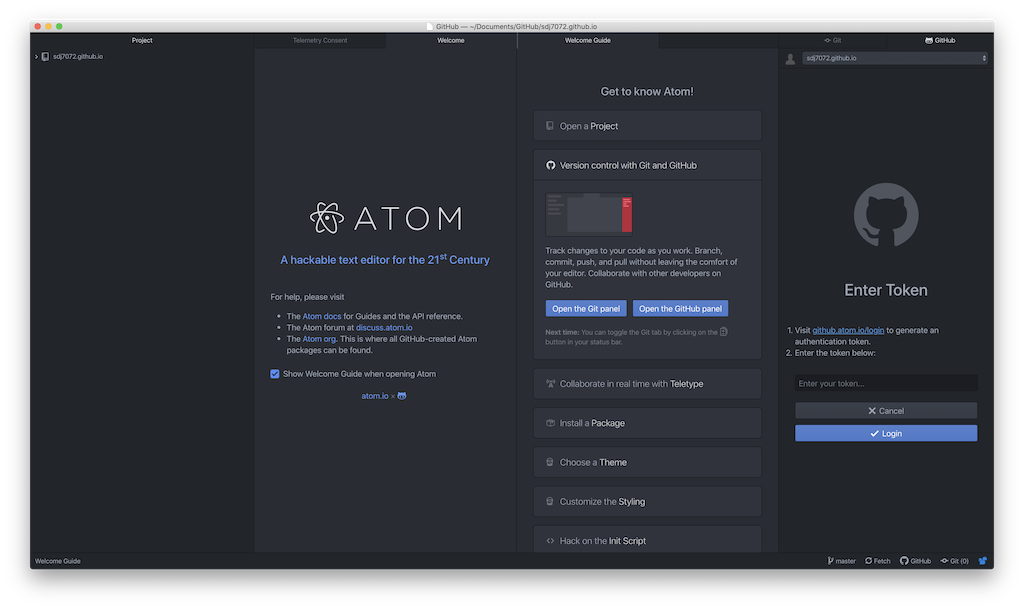 GitHub — ~/Documents/GitHub/sdj7072.github.io
Project
Telemetry Consent
Welcome
Welcome Guide
Git
GitHub
sdj7072.github.io
ATOM
A hackable text editor for the 21st Century
For help, please visit
• The Atom docs for Guides and the API reference.
• The Atom forum at discuss.atom.io
• The Atom org. This is where all GitHub-created Atom
packages can be found.
Show Welcome Guide when opening Atom
atom.io ×
Get to know Atom!
Open a Project
Version control with Git and GitHub
Track changes to your code as you work. Branch,
commit, push, and pull without leaving the comfort of
your editor. Collaborate with other developers on
GitHub.
Open the Git panel
Open the GitHub panel
Next time: You can toggle the Git tab by clicking on the
button in your status bar.
Collaborate in real time with Teletype
Install a Package
Choose a Theme
Customize the Styling
Hack on the Init Script
sdj7072.github.io
Enter Token
1. Visit github.atom.io/login to generate an
authentication token.
2. Enter the token below:
Enter your token...
Cancel
Login
Welcome Guide
master
Fetch
GitHub
Git (0)